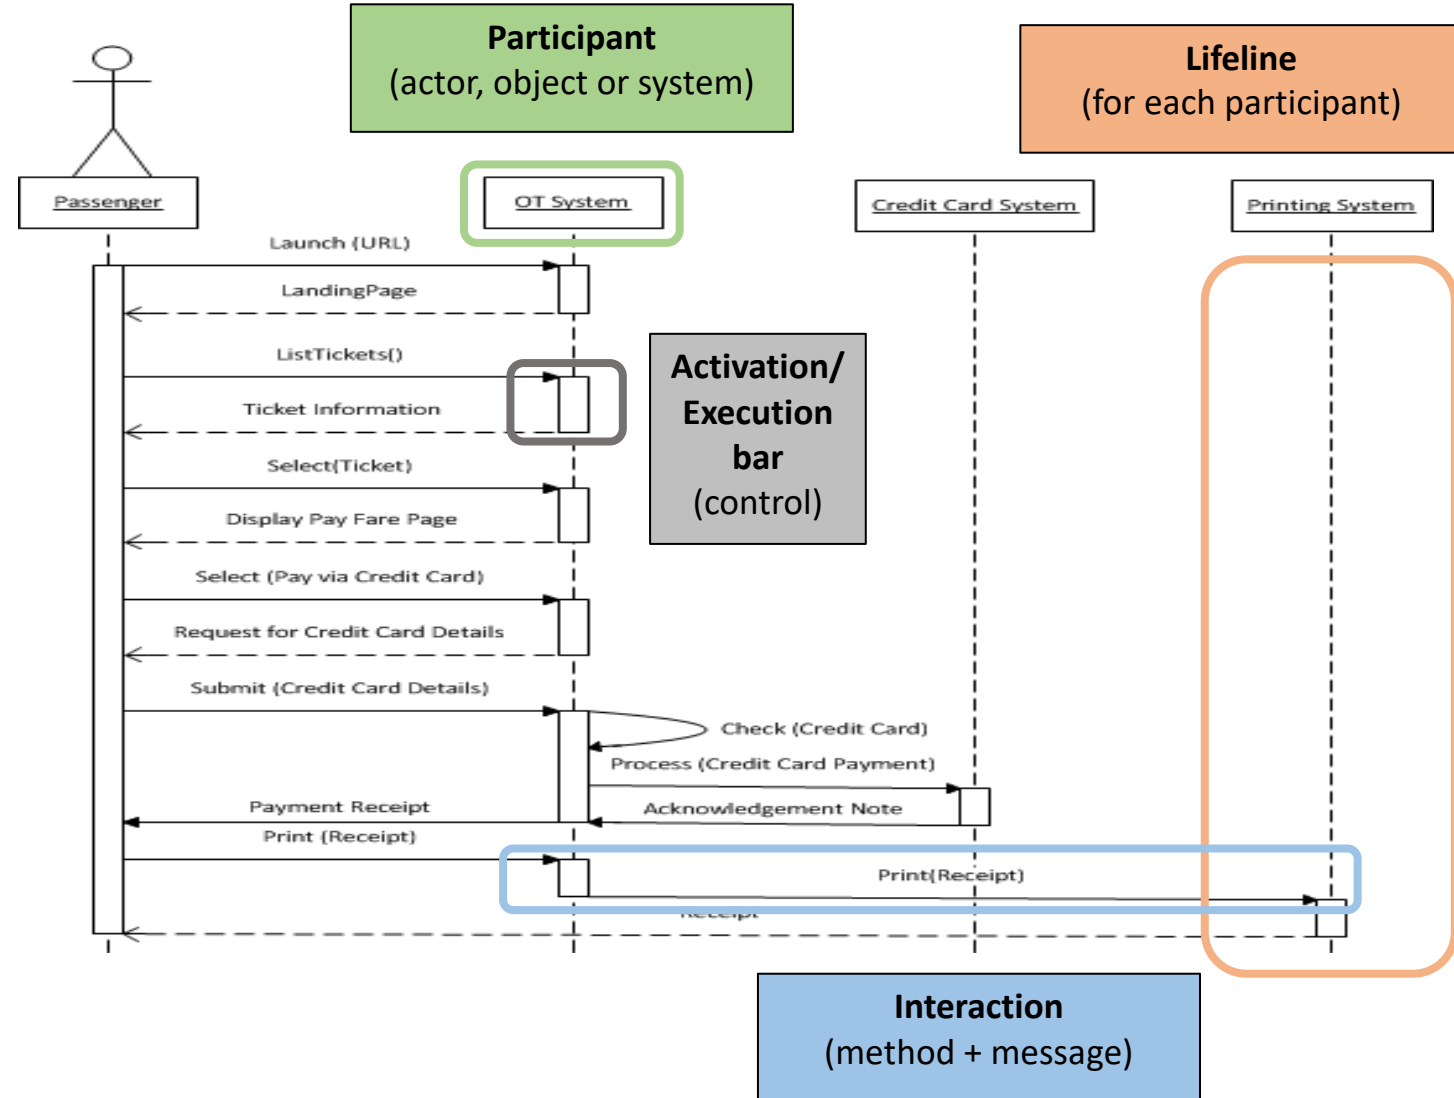 Participant
(actor, object or system)
Lifeline
(for each participant)
Passenger
OT System
Credit Card System
Printing System
Launch (URL)
LandingPage
ListTickets()
Ticket Information
Activation/
Execution
bar
(control)
Select(Ticket)
Display Pay Fare Page
Select (Pay via Credit Card)
Request for Credit Card Details
Submit (Credit Card Details)
Check (Credit Card)
Process (Credit Card Payment)
Payment Receipt
Acknowledgement Note
Print (Receipt)
Print(Receipt)
Receipt
Interaction
(method + message)